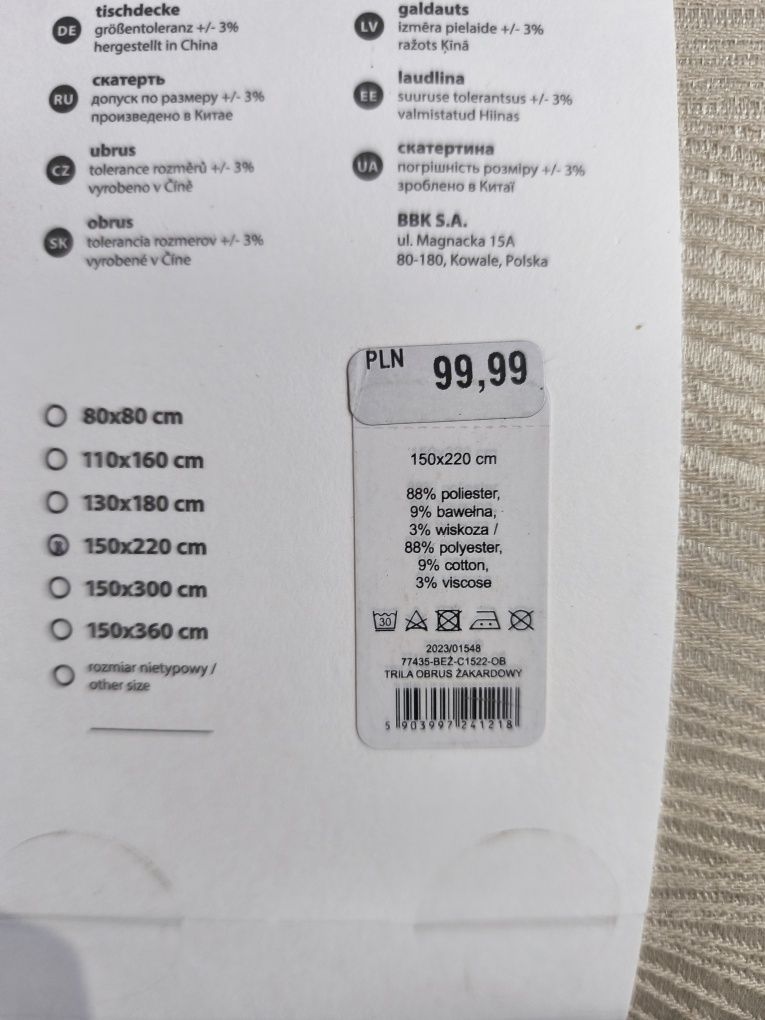 DE
tischdecke
größentoleranz +/- 3%
hergestellt in China
RU
скатерть
допуск по размеру +/- 3%
произведено в Китае
CZ
ubrus
tolerance rozměrů +/- 3%
vyrobeno v Číně
SK
obrus
tolerancia rozmerov +/- 3%
vyrobené v Číne
LV
galdauts
izmēra pielaide +/- 3%
ražots Ķīnā
EE
laudlina
suuruse tolerantsus +/- 3%
valmistatud Hiinas
UA
скатертина
погрішність розміру +/- 3%
зроблено в Китаї
BBK S.A.
ul. Magnacka 15A
80-180, Kowale, Polska
80x80 cm
110x160 cm
130x180 cm
150x220 cm
150x300 cm
150x360 cm
rozmiar nietypowy /
other size
PLN 99,99
150x220 cm
88% poliester,
9% bawełna,
3% wiskoza /
88% polyester,
9% cotton,
3% viscose
30
2023/01548
77435-BEŻ-C1522-OB
TRILA OBRUS ŻAKARDOWY
5 903997 241218